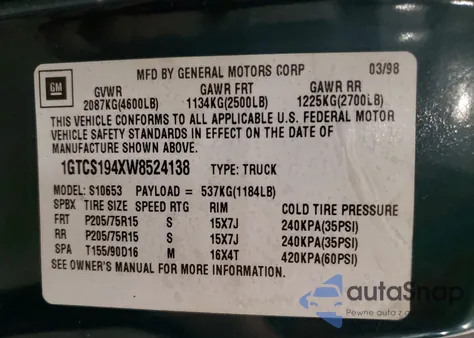 MFD BY GENERAL MOTORS CORP 03/98
GM
GVWR GAWR FRT GAWR RR
2087KG(4600LB) 1134KG(2500LB) 1225KG(2700LB)
THIS VEHICLE CONFORMS TO ALL APPLICABLE U.S. FEDERAL MOTOR
VEHICLE SAFETY STANDARDS IN EFFECT ON THE DATE OF
MANUFACTURE SHOWN ABOVE.
1GTCS194XW8524138 TYPE: TRUCK
MODEL: S10653 PAYLOAD = 537KG(1184LB)
SPBX TIRE SIZE SPEED RTG RIM COLD TIRE PRESSURE
FRT P205/75R15 S 15X7J 240KPA(35PSI)
RR P205/75R15 S 15X7J 240KPA(35PSI)
SPA T155/90D16 M 16X4T 420KPA(60PSI)
SEE OWNER'S MANUAL FOR MORE INFORMATION.
autoSnap
Pewne auta z